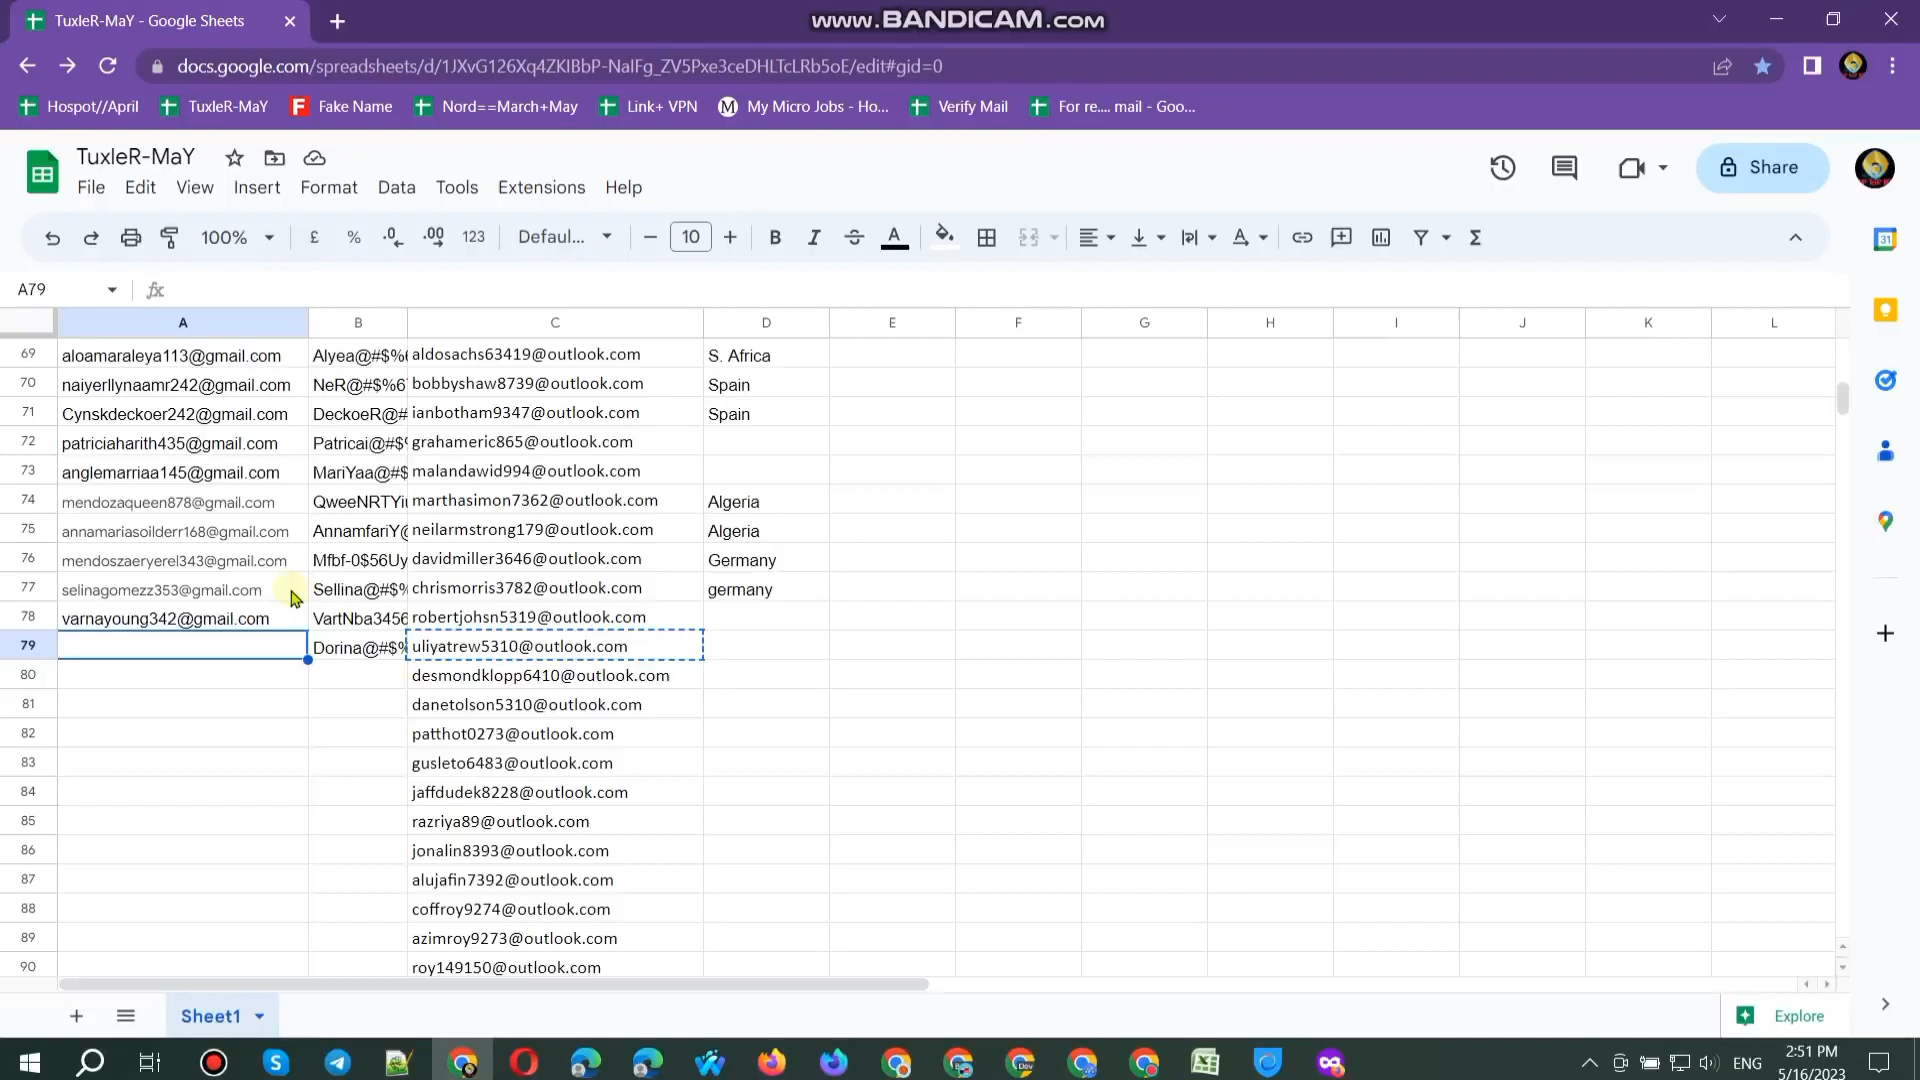 TuxleR-MaY - Google Sheets
www.BANDICAM.com
docs.google.com/spreadsheets/d/1JXvG126Xq4ZKIBbP-NaIFg_ZV5Pxe3ceDHLTcLRb5oE/edit#gid=0
Hospot//April TuxleR-MaY Fake Name Nord==March+May Link+ VPN My Micro Jobs - Ho... Verify Mail For re.... mail - Goo...
TuxleR-MaY
File Edit View Insert Format Data Tools Extensions Help
Share
100% £ % .0 .00 123 Defaul... 10
A79
A B C D E F G H I J K L
69 aloamaraleya113@gmail.com Alyea@#$%6 aldosachs63419@outlook.com S. Africa
70 naiyerllynaamr242@gmail.com NeR@#$%6 bobbyshaw8739@outlook.com Spain
71 Cynskdeckoer242@gmail.com DeckoeR@# ianbotham9347@outlook.com Spain
72 patriciaharith435@gmail.com Patricai@#$% grahameric865@outlook.com
73 anglemarriaa145@gmail.com MariYaa@#$ malandawid994@outlook.com
74 mendozaqueen878@gmail.com QweeNRTYiu marthasimon7362@outlook.com Algeria
75 annamariasoilderr168@gmail.com AnnamfariY@ neilarmstrong179@outlook.com Algeria
76 mendoszaeryerel343@gmail.com Mfbf-0$56Uy davidmiller3646@outlook.com Germany
77 selinagomezz353@gmail.com Sellina@#$% chrismorris3782@outlook.com germany
78 varnayoung342@gmail.com VartNba3456 robertjohsn5319@outlook.com
79 Dorina@#$% uliyatrew5310@outlook.com
80 desmondklopp6410@outlook.com
81 danetolson5310@outlook.com
82 patthot0273@outlook.com
83 gusleto6483@outlook.com
84 jaffdudek8228@outlook.com
85 razriya89@outlook.com
86 jonalin8393@outlook.com
87 alujafin7392@outlook.com
88 coffroy9274@outlook.com
89 azimroy9273@outlook.com
90 roy149150@outlook.com
Sheet1
Explore
ENG
2:51 PM
5/16/2023